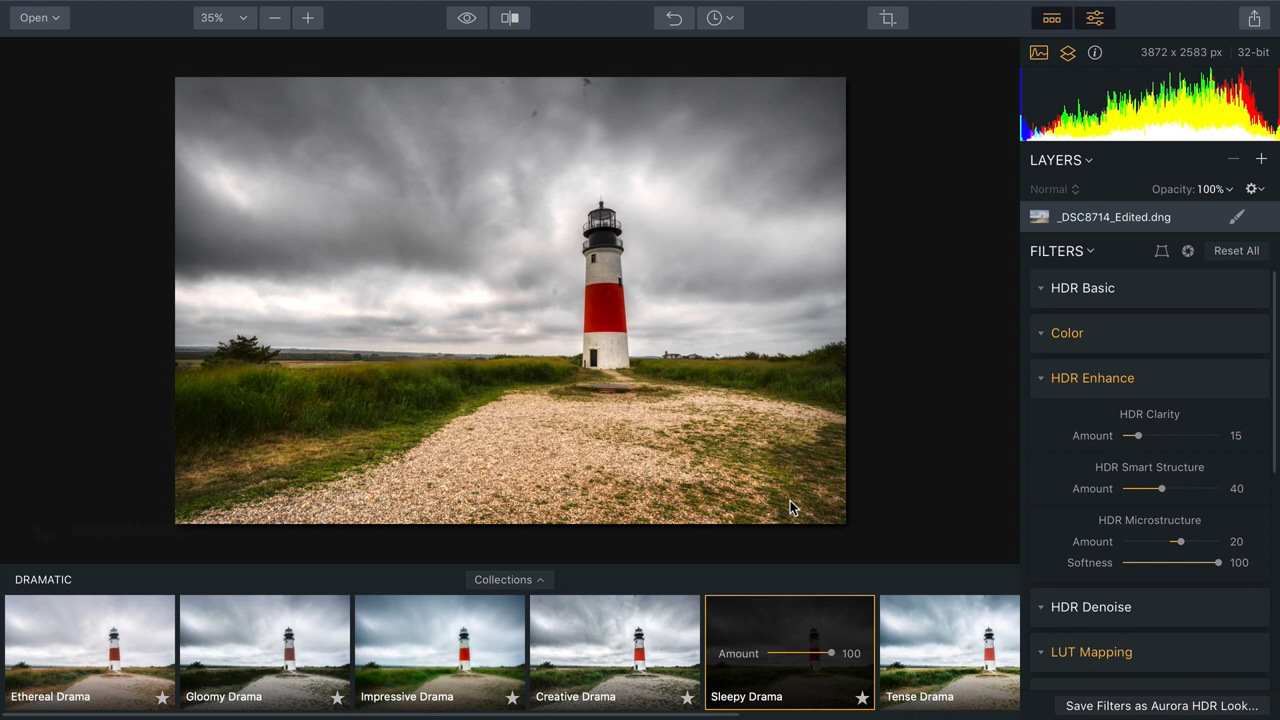 Open
35%
3872 x 2583 px
32-bit
LAYERS
Normal
Opacity: 100%
_DSC8714_Edited.dng
FILTERS
Reset All
HDR Basic
Color
HDR Enhance
HDR Clarity
Amount 15
HDR Smart Structure
Amount 40
HDR Microstructure
Amount 20
Softness 100
HDR Denoise
LUT Mapping
Save Filters as Aurora HDR Look...
DRAMATIC
Collections
Amount 100
Ethereal Drama
Gloomy Drama
Impressive Drama
Creative Drama
Sleepy Drama
Tense Drama